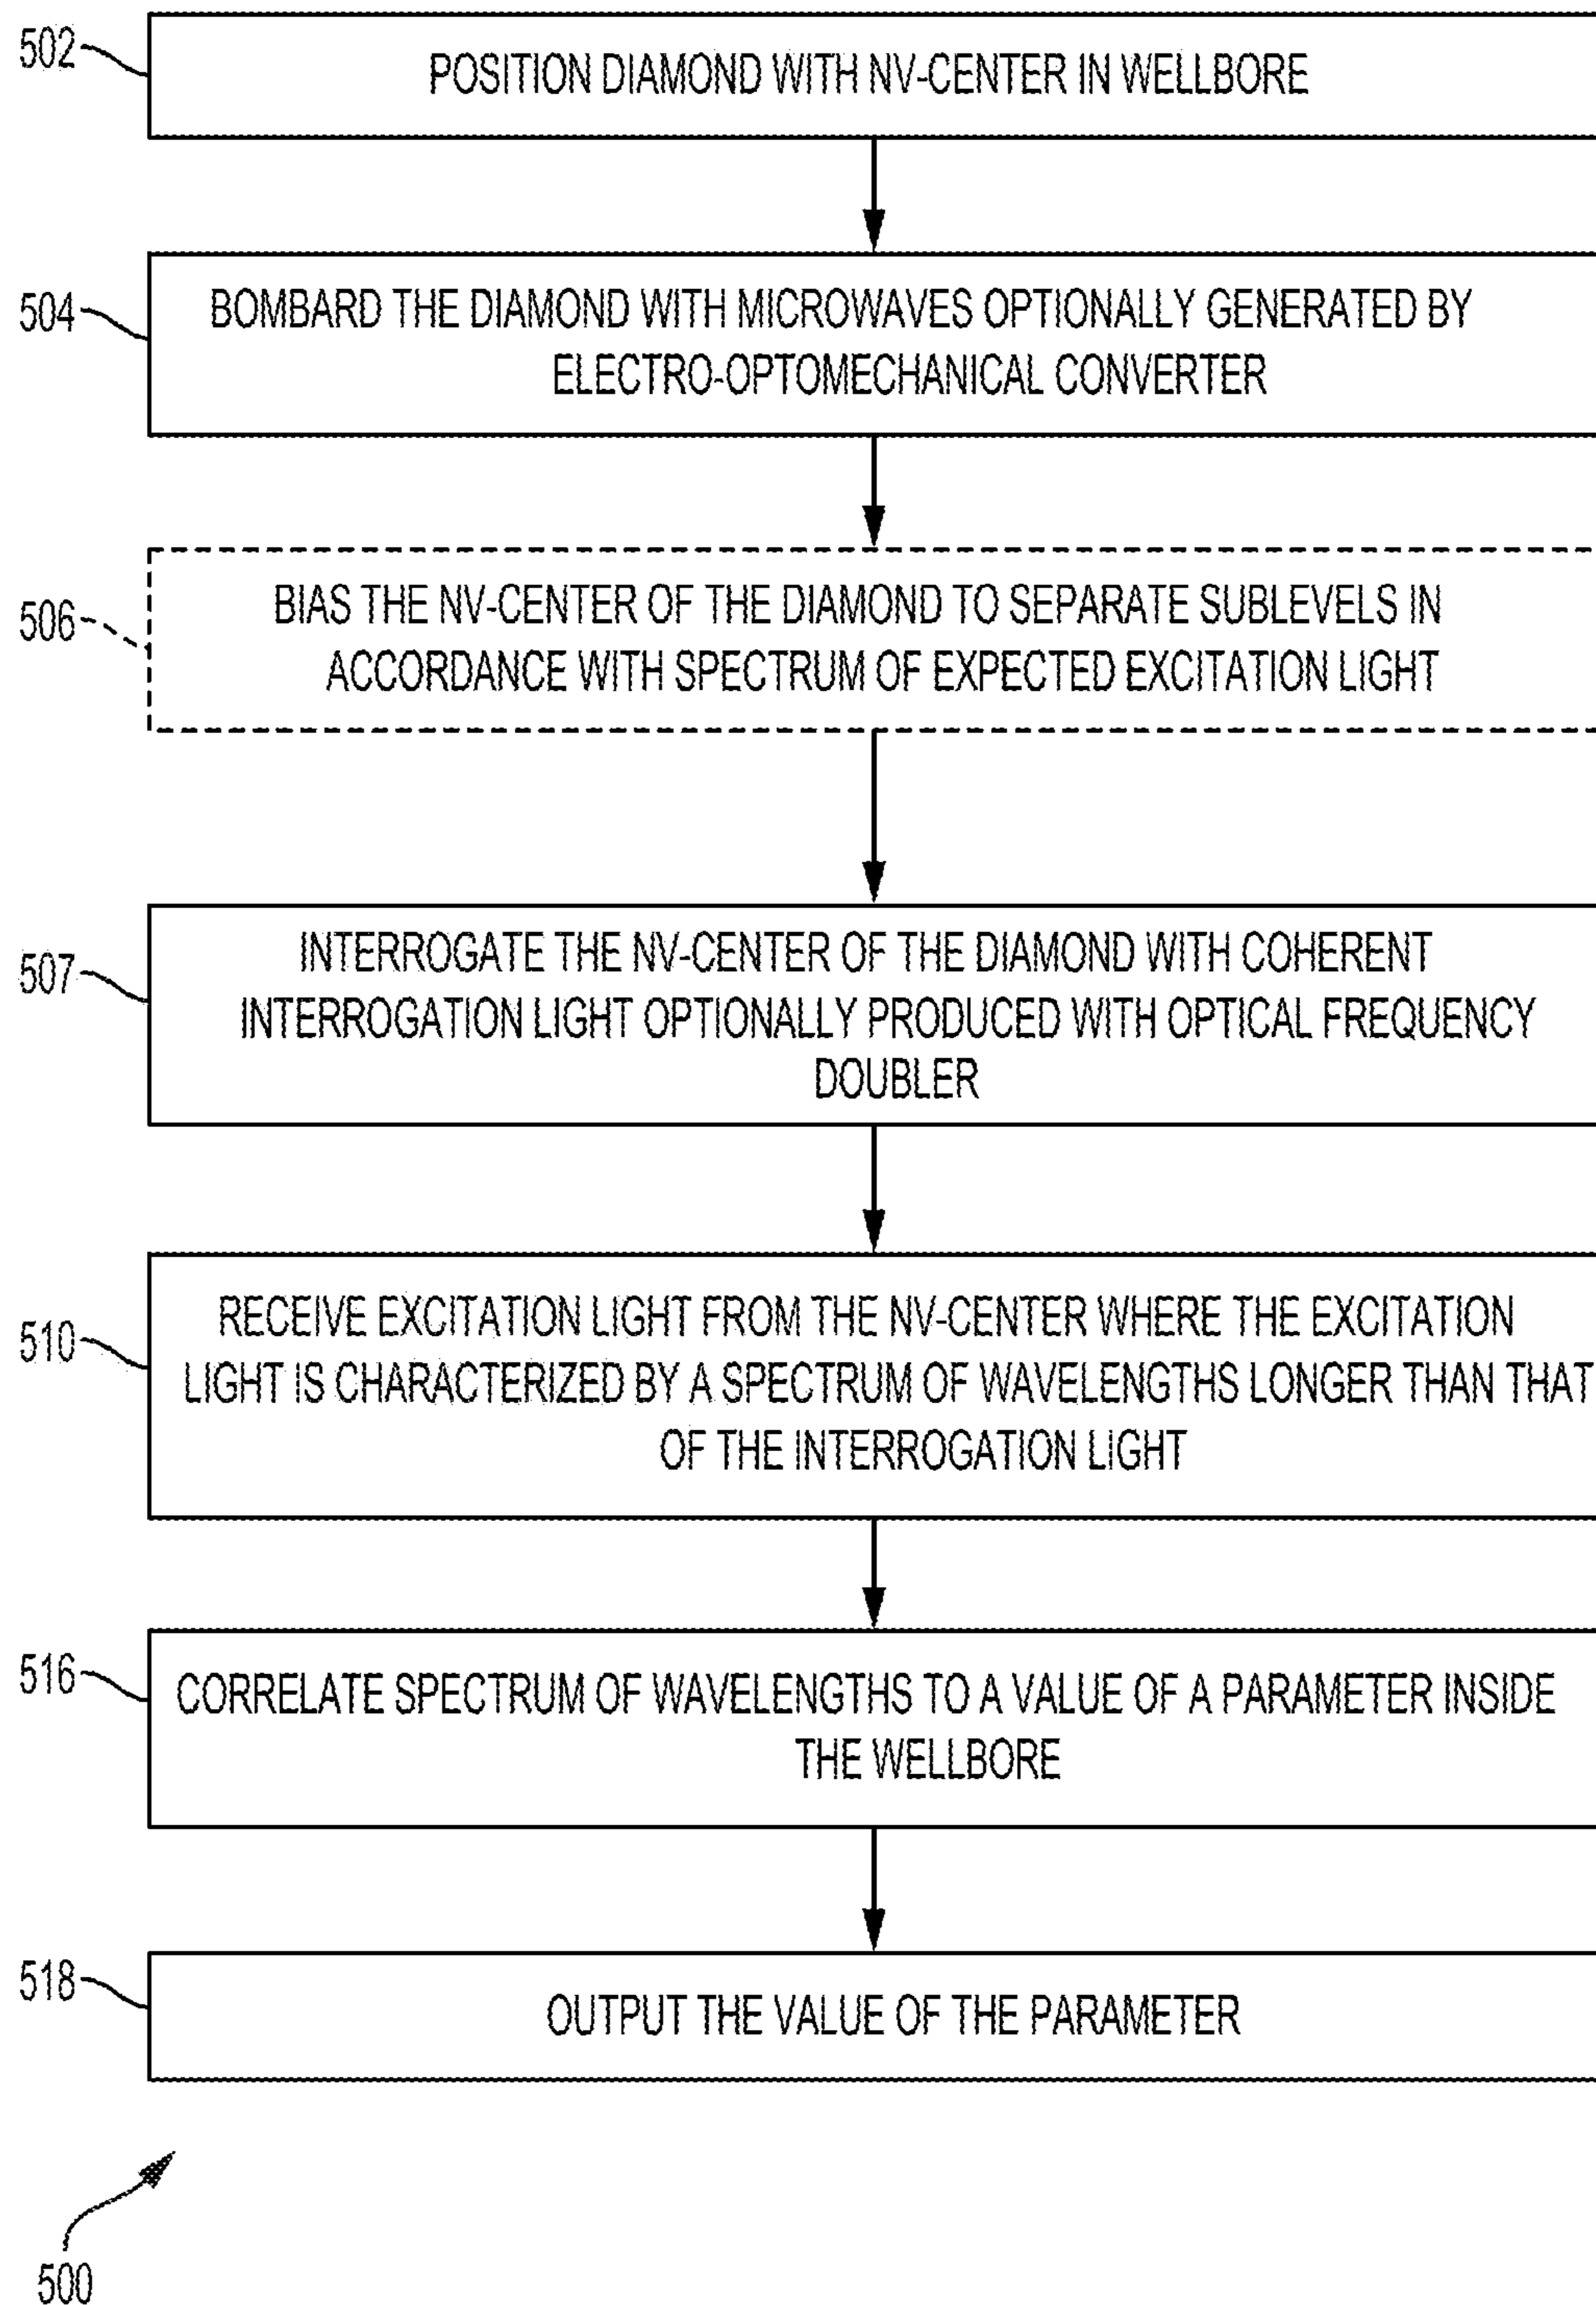 502
POSITION DIAMOND WITH NV-CENTER IN WELLBORE
504
BOMBARD THE DIAMOND WITH MICROWAVES OPTIONALLY GENERATED BY
ELECTRO-OPTOMECHANICAL CONVERTER
506
BIAS THE NV-CENTER OF THE DIAMOND TO SEPARATE SUBLEVELS IN
ACCORDANCE WITH SPECTRUM OF EXPECTED EXCITATION LIGHT
507
INTERROGATE THE NV-CENTER OF THE DIAMOND WITH COHERENT
INTERROGATION LIGHT OPTIONALLY PRODUCED WITH OPTICAL FREQUENCY
DOUBLER
510
RECEIVE EXCITATION LIGHT FROM THE NV-CENTER WHERE THE EXCITATION
LIGHT IS CHARACTERIZED BY A SPECTRUM OF WAVELENGTHS LONGER THAN THAT
OF THE INTERROGATION LIGHT
516
CORRELATE SPECTRUM OF WAVELENGTHS TO A VALUE OF A PARAMETER INSIDE
THE WELLBORE
518
OUTPUT THE VALUE OF THE PARAMETER
500